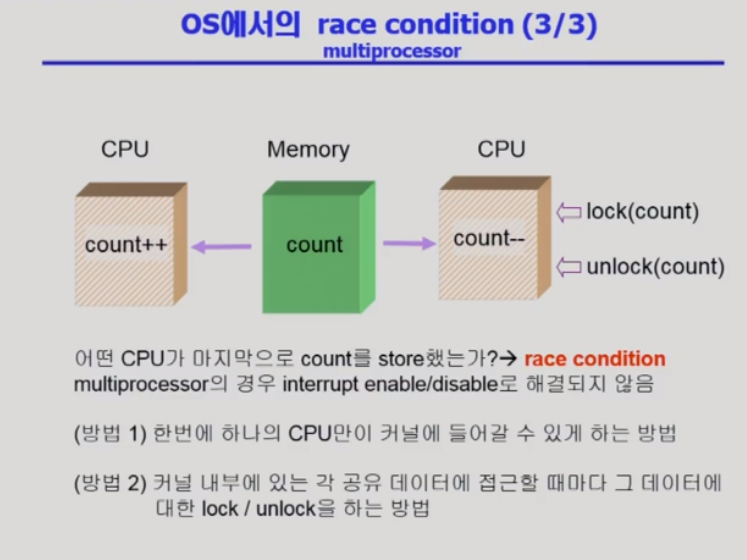 OS에서의 race condition (3/3)
multiprocessor
CPU
Memory
CPU
count++
count
count--
lock(count)
unlock(count)
어떤 CPU가 마지막으로 count를 store했는가?→ race condition
multiprocessor의 경우 interrupt enable/disable로 해결되지 않음
(방법 1) 한번에 하나의 CPU만이 커널에 들어갈 수 있게 하는 방법
(방법 2) 커널 내부에 있는 각 공유 데이터에 접근할 때마다 그 데이터에
대한 lock / unlock을 하는 방법